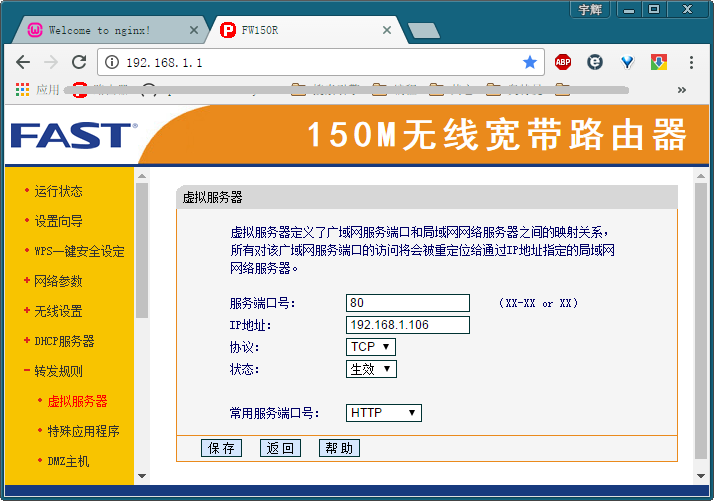 宇辉
Welcome to nginx!
FW150R
192.168.1.1
ABP
应用
FAST®
150M无线宽带路由器
运行状态
设置向导
WPS一键安全设定
网络参数
无线设置
DHCP服务器
转发规则
虚拟服务器
特殊应用程序
DMZ主机
虚拟服务器
虚拟服务器定义了广域网服务端口和局域网网络服务器之间的映射关系，
所有对该广域网服务端口的访问将会被重定位给通过IP地址指定的局域网
网络服务器。
服务端口号： 80 （XX-XX or XX）
IP地址： 192.168.1.106
协议： TCP
状态： 生效
常用服务端口号： HTTP
保存 返回 帮助